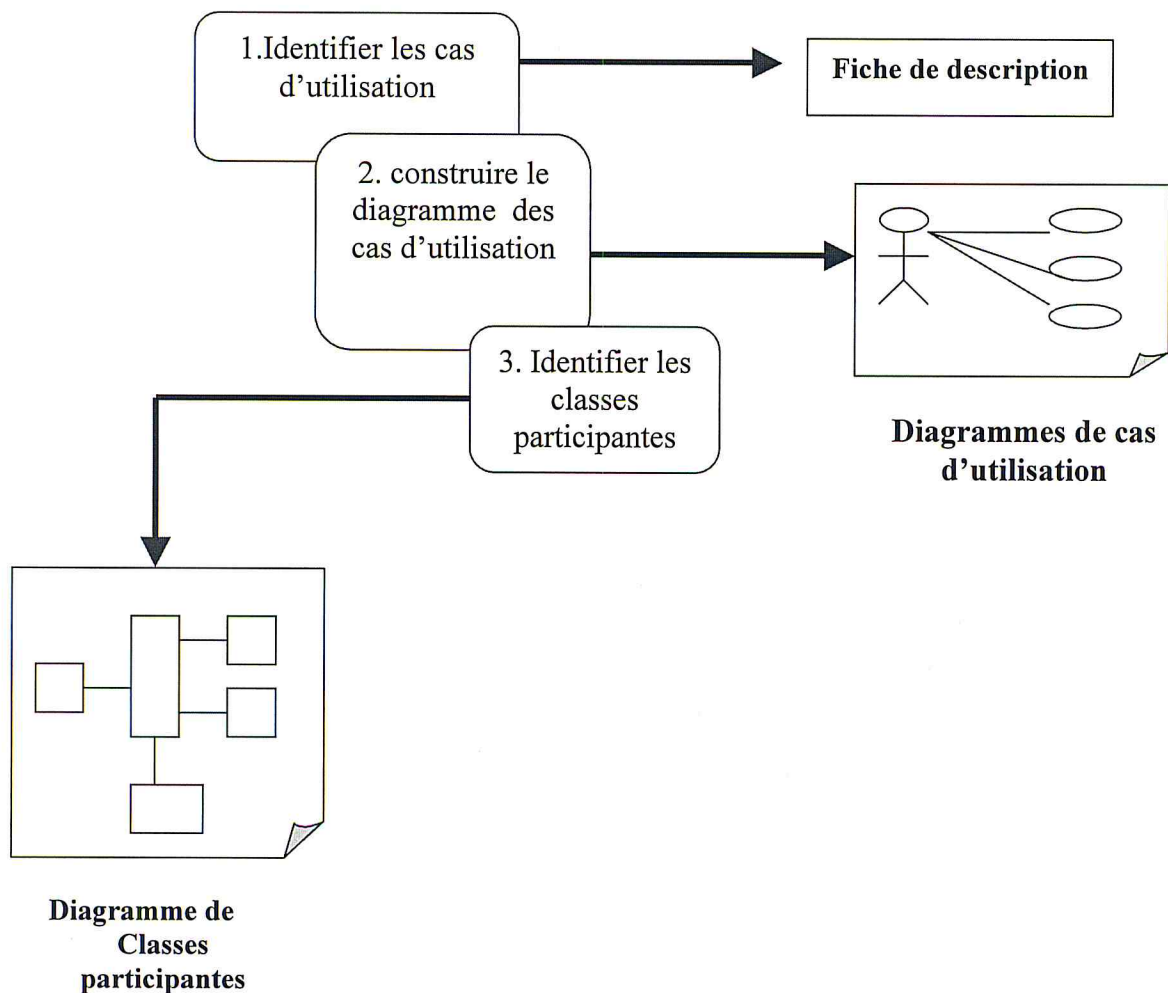 1.Identifier les cas
d’utilisation
Fiche de description
2. construire le
diagramme des
cas d’utilisation
3. Identifier les
classes
participantes
Diagrammes de cas
d’utilisation
Diagramme de
Classes
participantes